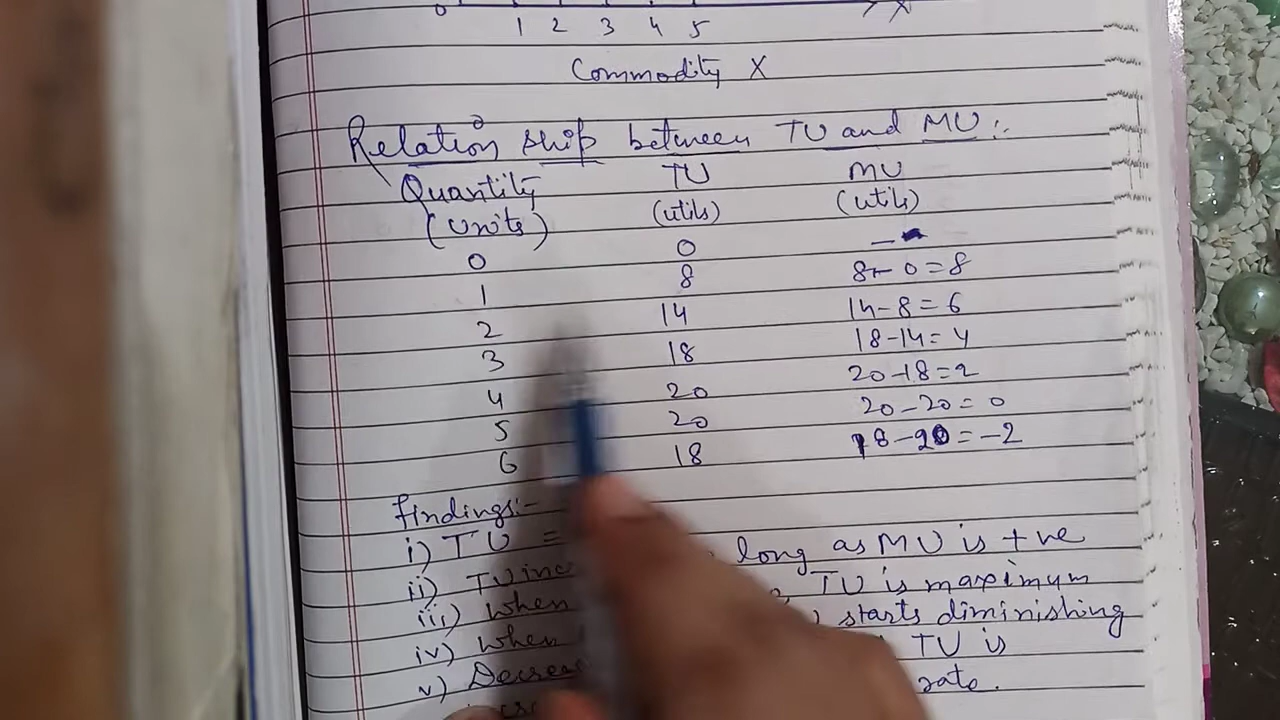 0 1 2 3 4 5 X
Commodity X
Relation ship between TU and MU :-
Quantity TU MU
(Units) (utils) (utils)
0 0 -
1 8 8-0=8
2 14 14-8=6
3 18 18-14=4
4 20 20-18=2
5 20 20-20=0
6 18 18-20=-2
findings:-
i) TU = long as MU is +ve
ii) TU TU is maximum
iii) When starts diminishing
iv) When TU is
v) rate.